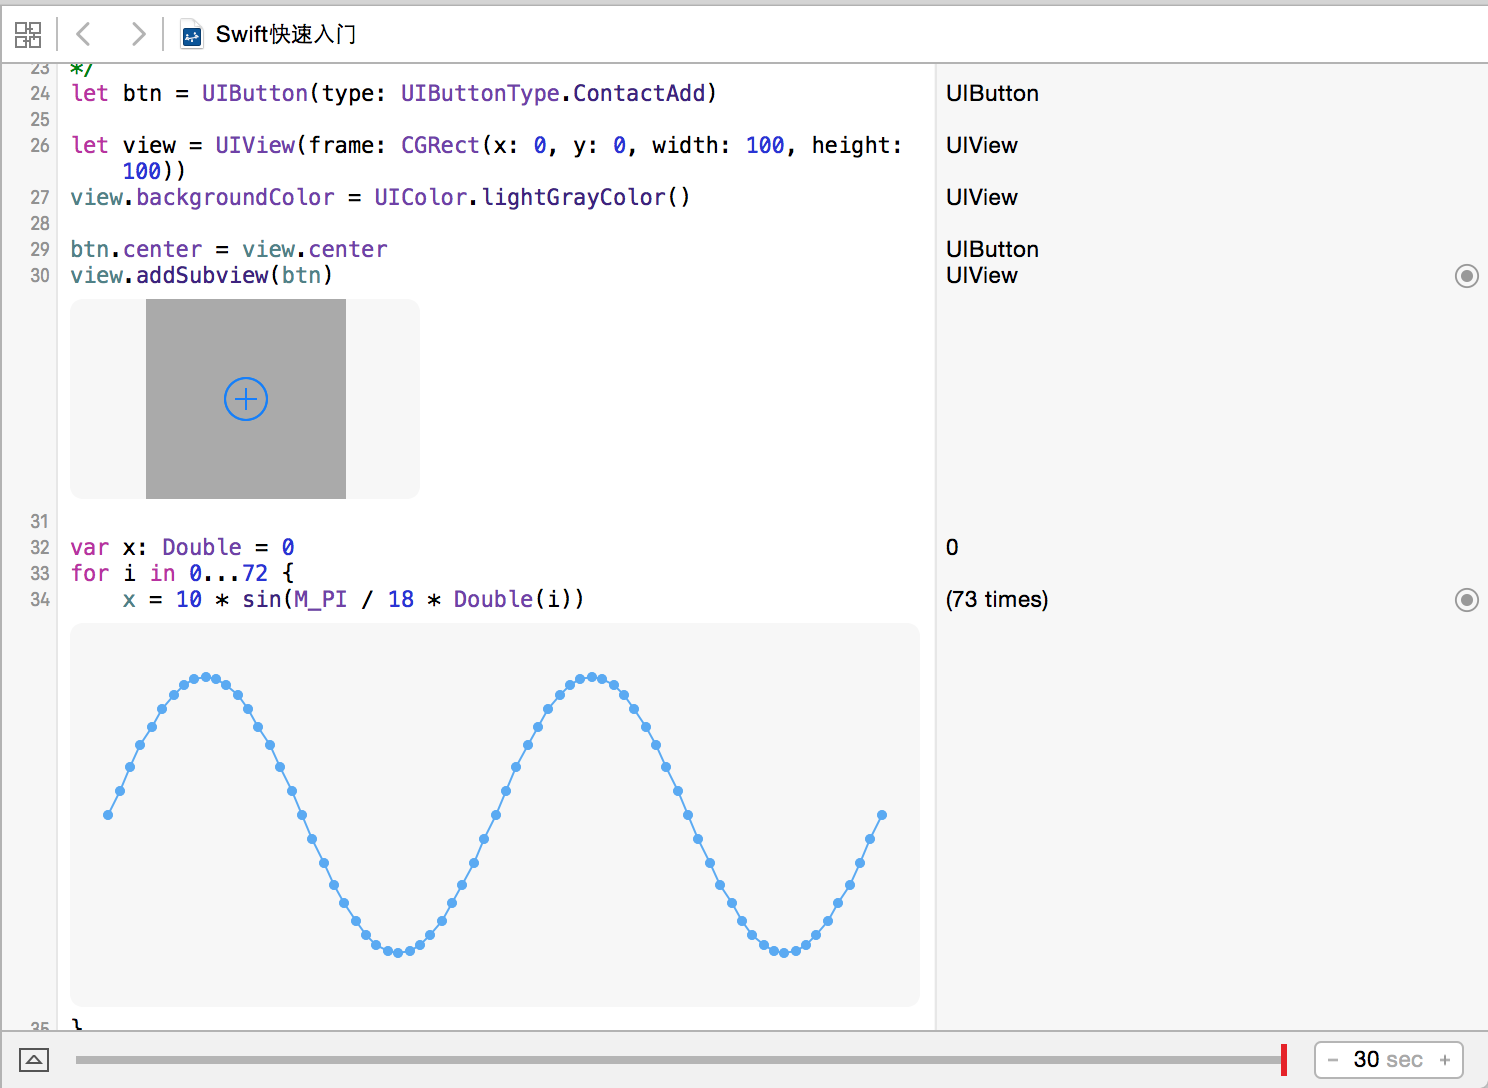 Swift快速入门
23 */
24 let btn = UIButton(type: UIButtonType.ContactAdd) UIButton
25
26 let view = UIView(frame: CGRect(x: 0, y: 0, width: 100, height: UIView
100))
27 view.backgroundColor = UIColor.lightGrayColor() UIView
28
29 btn.center = view.center UIButton
30 view.addSubview(btn) UIView
31
32 var x: Double = 0 0
33 for i in 0...72 {
34 x = 10 * sin(M_PI / 18 * Double(i)) (73 times)
35 }
- 30 sec +